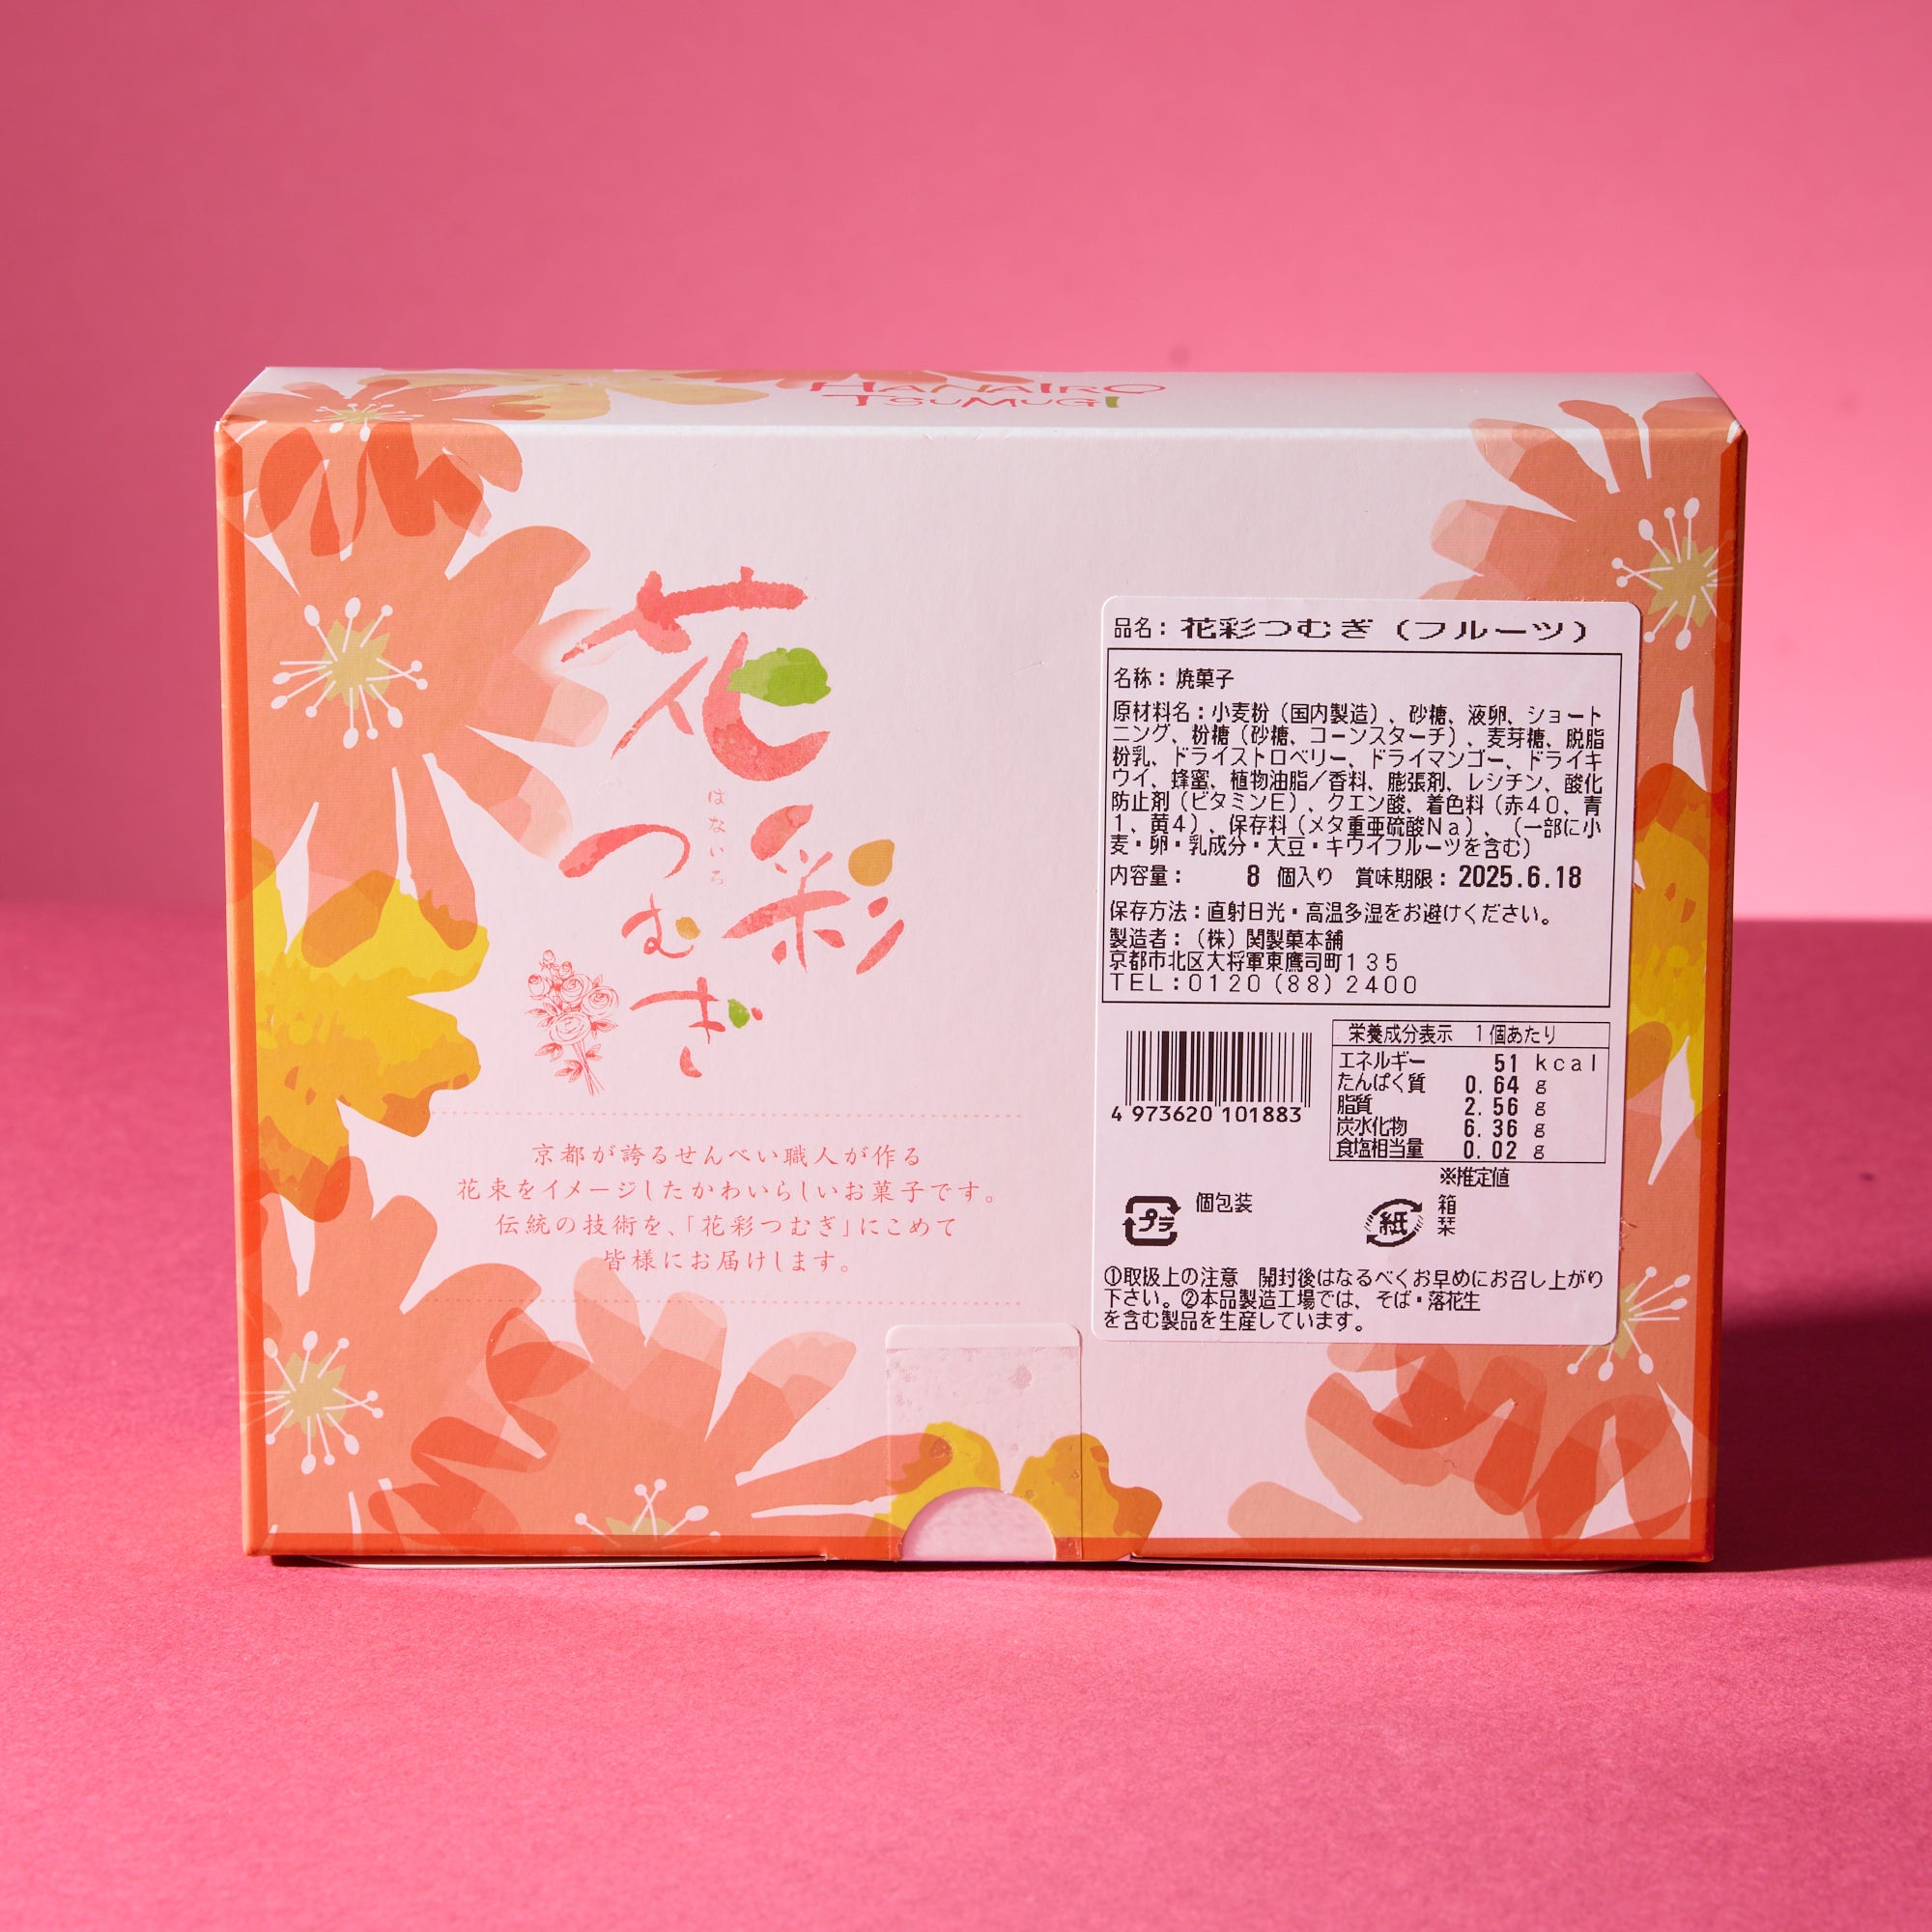 HANAIRO
TSUMUGI
花彩
はないろ
つむぎ
京都が誇るせんべい職人が作る
花束をイメージしたかわいらしいお菓子です。
伝統の技術を、「花彩つむぎ」にこめて
皆様にお届けします。
品名：花彩つむぎ（フルーツ）
名称：焼菓子
原材料名：小麦粉（国内製造）、砂糖、液卵、ショート
ニング、粉糖（砂糖、コーンスターチ）、麦芽糖、脱脂
粉乳、ドライストロベリー、ドライマンゴー、ドライキ
ウイ、蜂蜜、植物油脂／香料、膨張剤、レシチン、酸化
防止剤（ビタミンE）、クエン酸、着色料（赤40、青
1、黄4）、保存料（メタ重亜硫酸Na）、（一部に小
麦・卵・乳成分・大豆・キウイフルーツを含む）
内容量： 8 個入り 賞味期限：2025.6.18
保存方法：直射日光・高温多湿をお避けください。
製造者：（株）関製菓本舗
京都市北区大将軍東鷹司町135
TEL：0120（88）2400
4 973620 101883
栄養成分表示 1個あたり
エネルギー 51 kcal
たんぱく質 0.64 g
脂質 2.56 g
炭水化物 6.36 g
食塩相当量 0.02 g
※推定値
プラ 個包装
紙 箱
栞
①取扱上の注意 開封後はなるべくお早めにお召し上がり
下さい。②本品製造工場では、そば・落花生
を含む製品を生産しています。